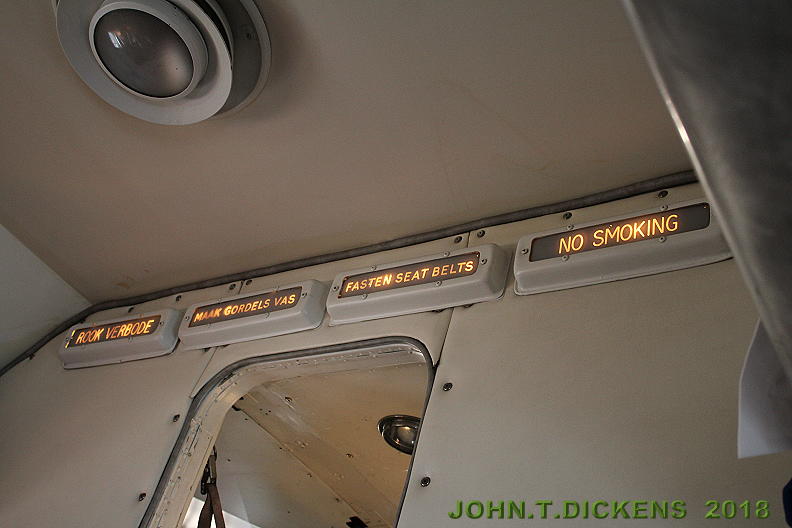 ROOK VERBODE
MAAK GORDELS VAS
FASTEN SEAT BELTS
NO SMOKING
JOHN.T.DICKENS 2018